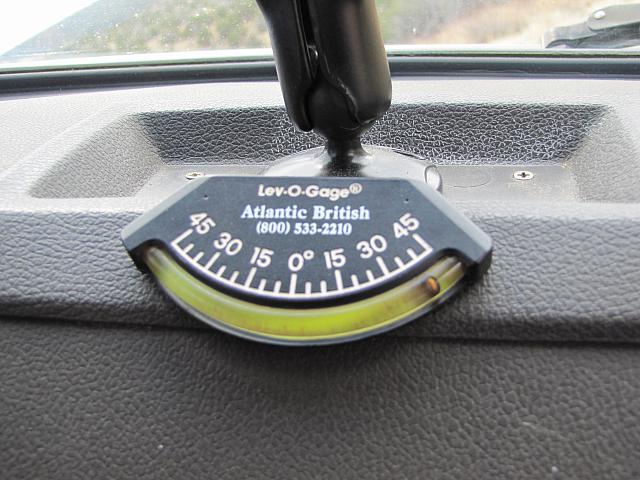 Lev-O-Gage®
Atlantic British
(800) 533-2210
45 30 15 0° 15 30 45